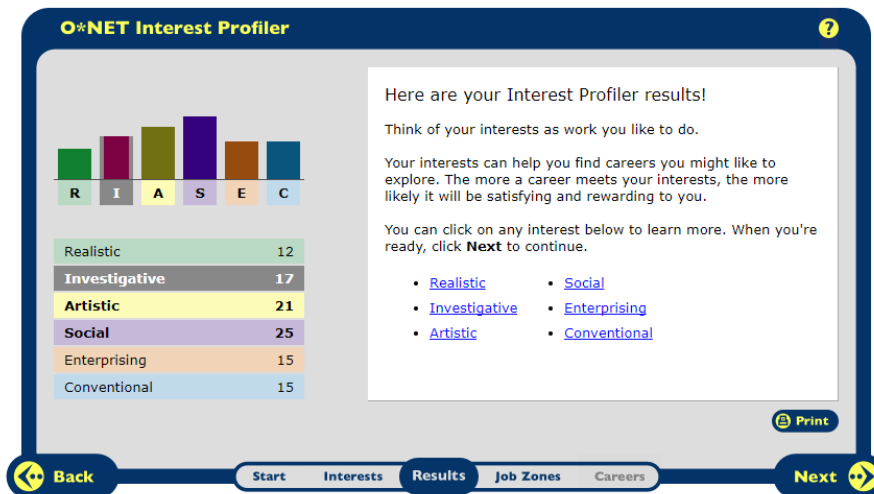 O*NET Interest Profiler
?
R I A S E C
Realistic 12
Investigative 17
Artistic 21
Social 25
Enterprising 15
Conventional 15
Here are your Interest Profiler results!
Think of your interests as work you like to do.
Your interests can help you find careers you might like to
explore. The more a career meets your interests, the more
likely it will be satisfying and rewarding to you.
You can click on any interest below to learn more. When you're
ready, click Next to continue.
• Realistic • Social
• Investigative • Enterprising
• Artistic • Conventional
Print
Back Start Interests Results Job Zones Careers Next